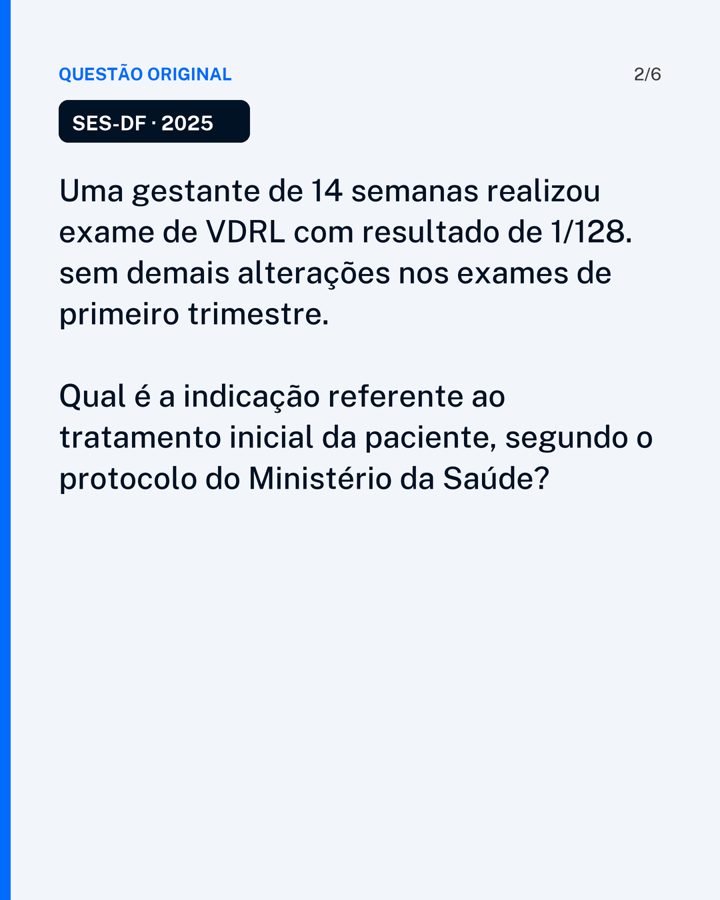 QUESTÃO ORIGINAL
2/6
SES-DF · 2025
Uma gestante de 14 semanas realizou
exame de VDRL com resultado de 1/128.
sem demais alterações nos exames de
primeiro trimestre.
Qual é a indicação referente ao
tratamento inicial da paciente, segundo o
protocolo do Ministério da Saúde?